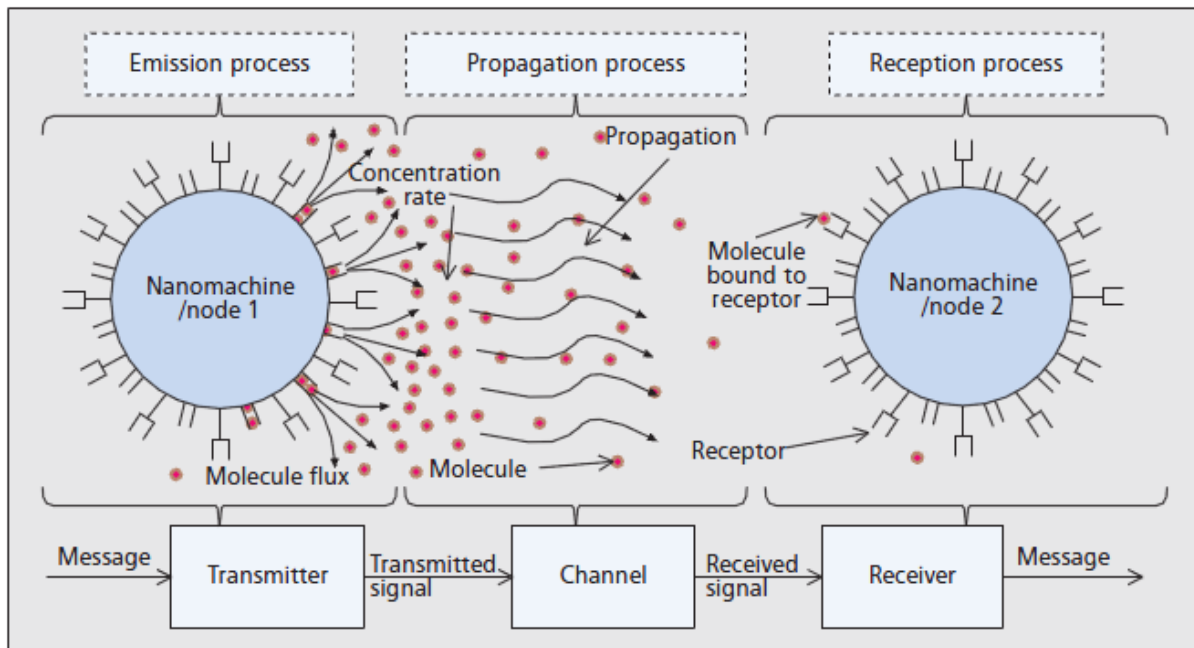 Emission process
Propagation process
Reception process
Propagation
Concentration
rate
Nanomachine
/node 1
Molecule
bound to
receptor
Nanomachine
/node 2
Molecule flux
Molecule
Receptor
Message
Transmitter
Transmitted
signal
Channel
Received
signal
Receiver
Message